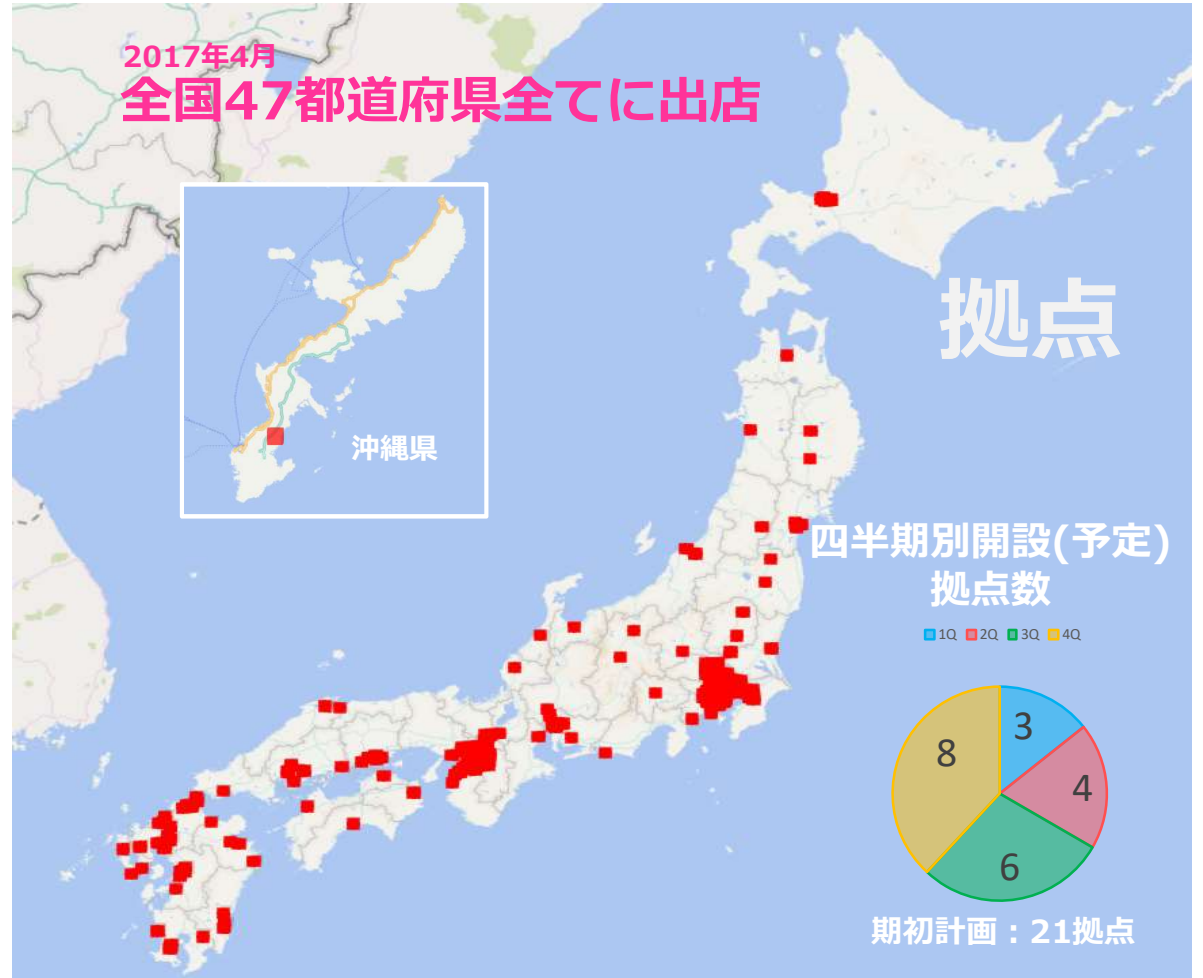 2017年4月
全国47都道府県全てに出店
沖縄県
拠点
四半期別開設(予定)
拠点数
1Q 2Q 3Q 4Q
3
8
4
6
期初計画：21拠点